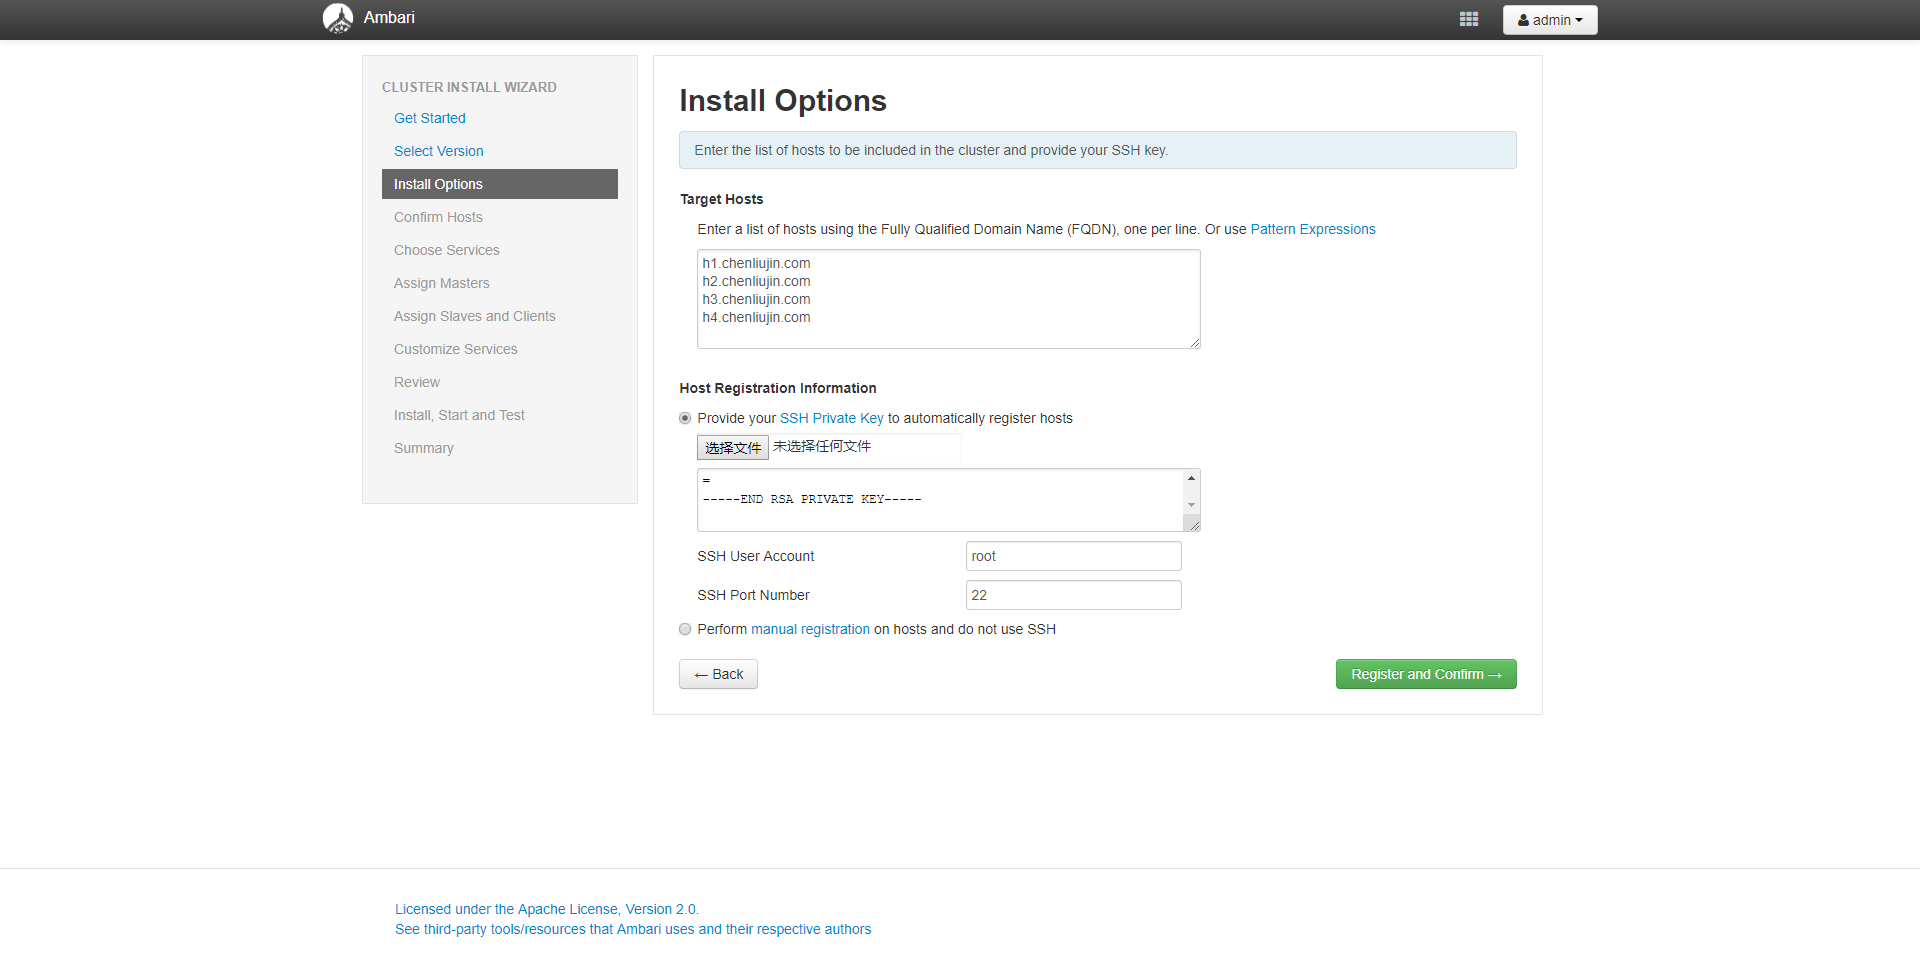 Ambari
admin
CLUSTER INSTALL WIZARD
Get Started
Select Version
Install Options
Confirm Hosts
Choose Services
Assign Masters
Assign Slaves and Clients
Customize Services
Review
Install, Start and Test
Summary
Install Options
Enter the list of hosts to be included in the cluster and provide your SSH key.
Target Hosts
Enter a list of hosts using the Fully Qualified Domain Name (FQDN), one per line. Or use Pattern Expressions
h1.chenliujin.com
h2.chenliujin.com
h3.chenliujin.com
h4.chenliujin.com
Host Registration Information
Provide your SSH Private Key to automatically register hosts
选择文件 未选择任何文件
=
-----END RSA PRIVATE KEY-----
SSH User Account root
SSH Port Number 22
Perform manual registration on hosts and do not use SSH
← Back
Register and Confirm →
Licensed under the Apache License, Version 2.0.
See third-party tools/resources that Ambari uses and their respective authors